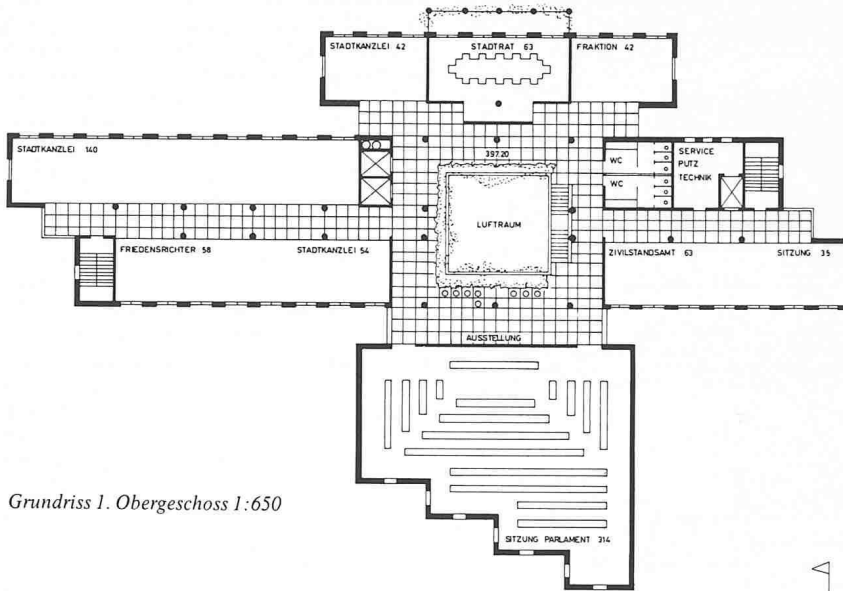 STADTKANZLEI 42
STADTRAT 63
FRAKTION 42
STADTKANZLEI 140
397.20
WC
WC
SERVICE
PUTZ
TECHNIK
LUFTRAUM
FRIEDENSRICHTER 58
STADTKANZLEI 54
ZIVILSTANDSAMT 63
SITZUNG 35
AUSSTELLUNG
Grundriss 1. Obergeschoss 1:650
SITZUNG PARLAMENT 314